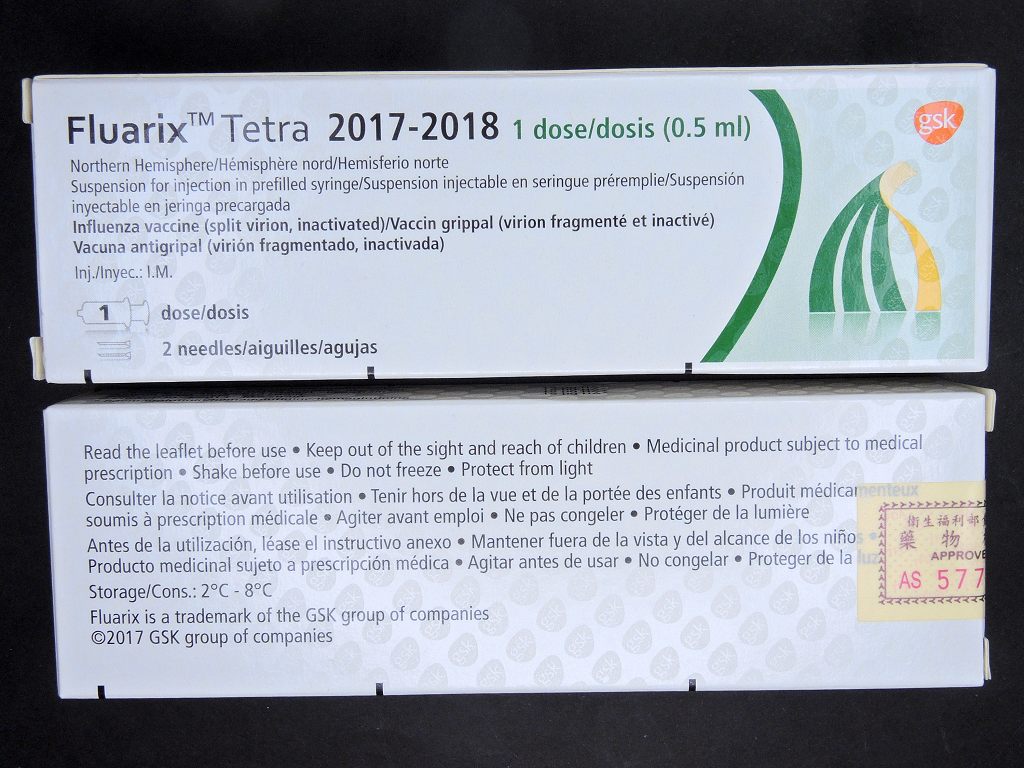 Fluarix™ Tetra 2017-2018 1 dose/dosis (0.5 ml)
gsk
Northern Hemisphere/Hémisphère nord/Hemisferio norte
Suspension for injection in prefilled syringe/Suspension injectable en seringue préremplie/Suspensión
inyectable en jeringa precargada
Influenza vaccine (split virion, inactivated)/Vaccin grippal (virion fragmenté et inactivé)
Vacuna antigripal (virión fragmentado, inactivada)
Inj./Inyec.: I.M.
1 dose/dosis
2 needles/aiguilles/agujas
Read the leaflet before use • Keep out of the sight and reach of children • Medicinal product subject to medical
prescription • Shake before use • Do not freeze • Protect from light
Consulter la notice avant utilisation • Tenir hors de la vue et de la portée des enfants • Produit médicamenteux
soumis à prescription médicale • Agiter avant emploi • Ne pas congeler • Protéger de la lumière
Antes de la utilización, léase el instructivo anexo • Mantener fuera de la vista y del alcance de los niños •
Producto medicinal sujeto a prescripción médica • Agitar antes de usar • No congelar • Proteger de la luz
Storage/Cons.: 2°C - 8°C
Fluarix is a trademark of the GSK group of companies
©2017 GSK group of companies
衛生福利部
藥物
APPROVE
AS 577